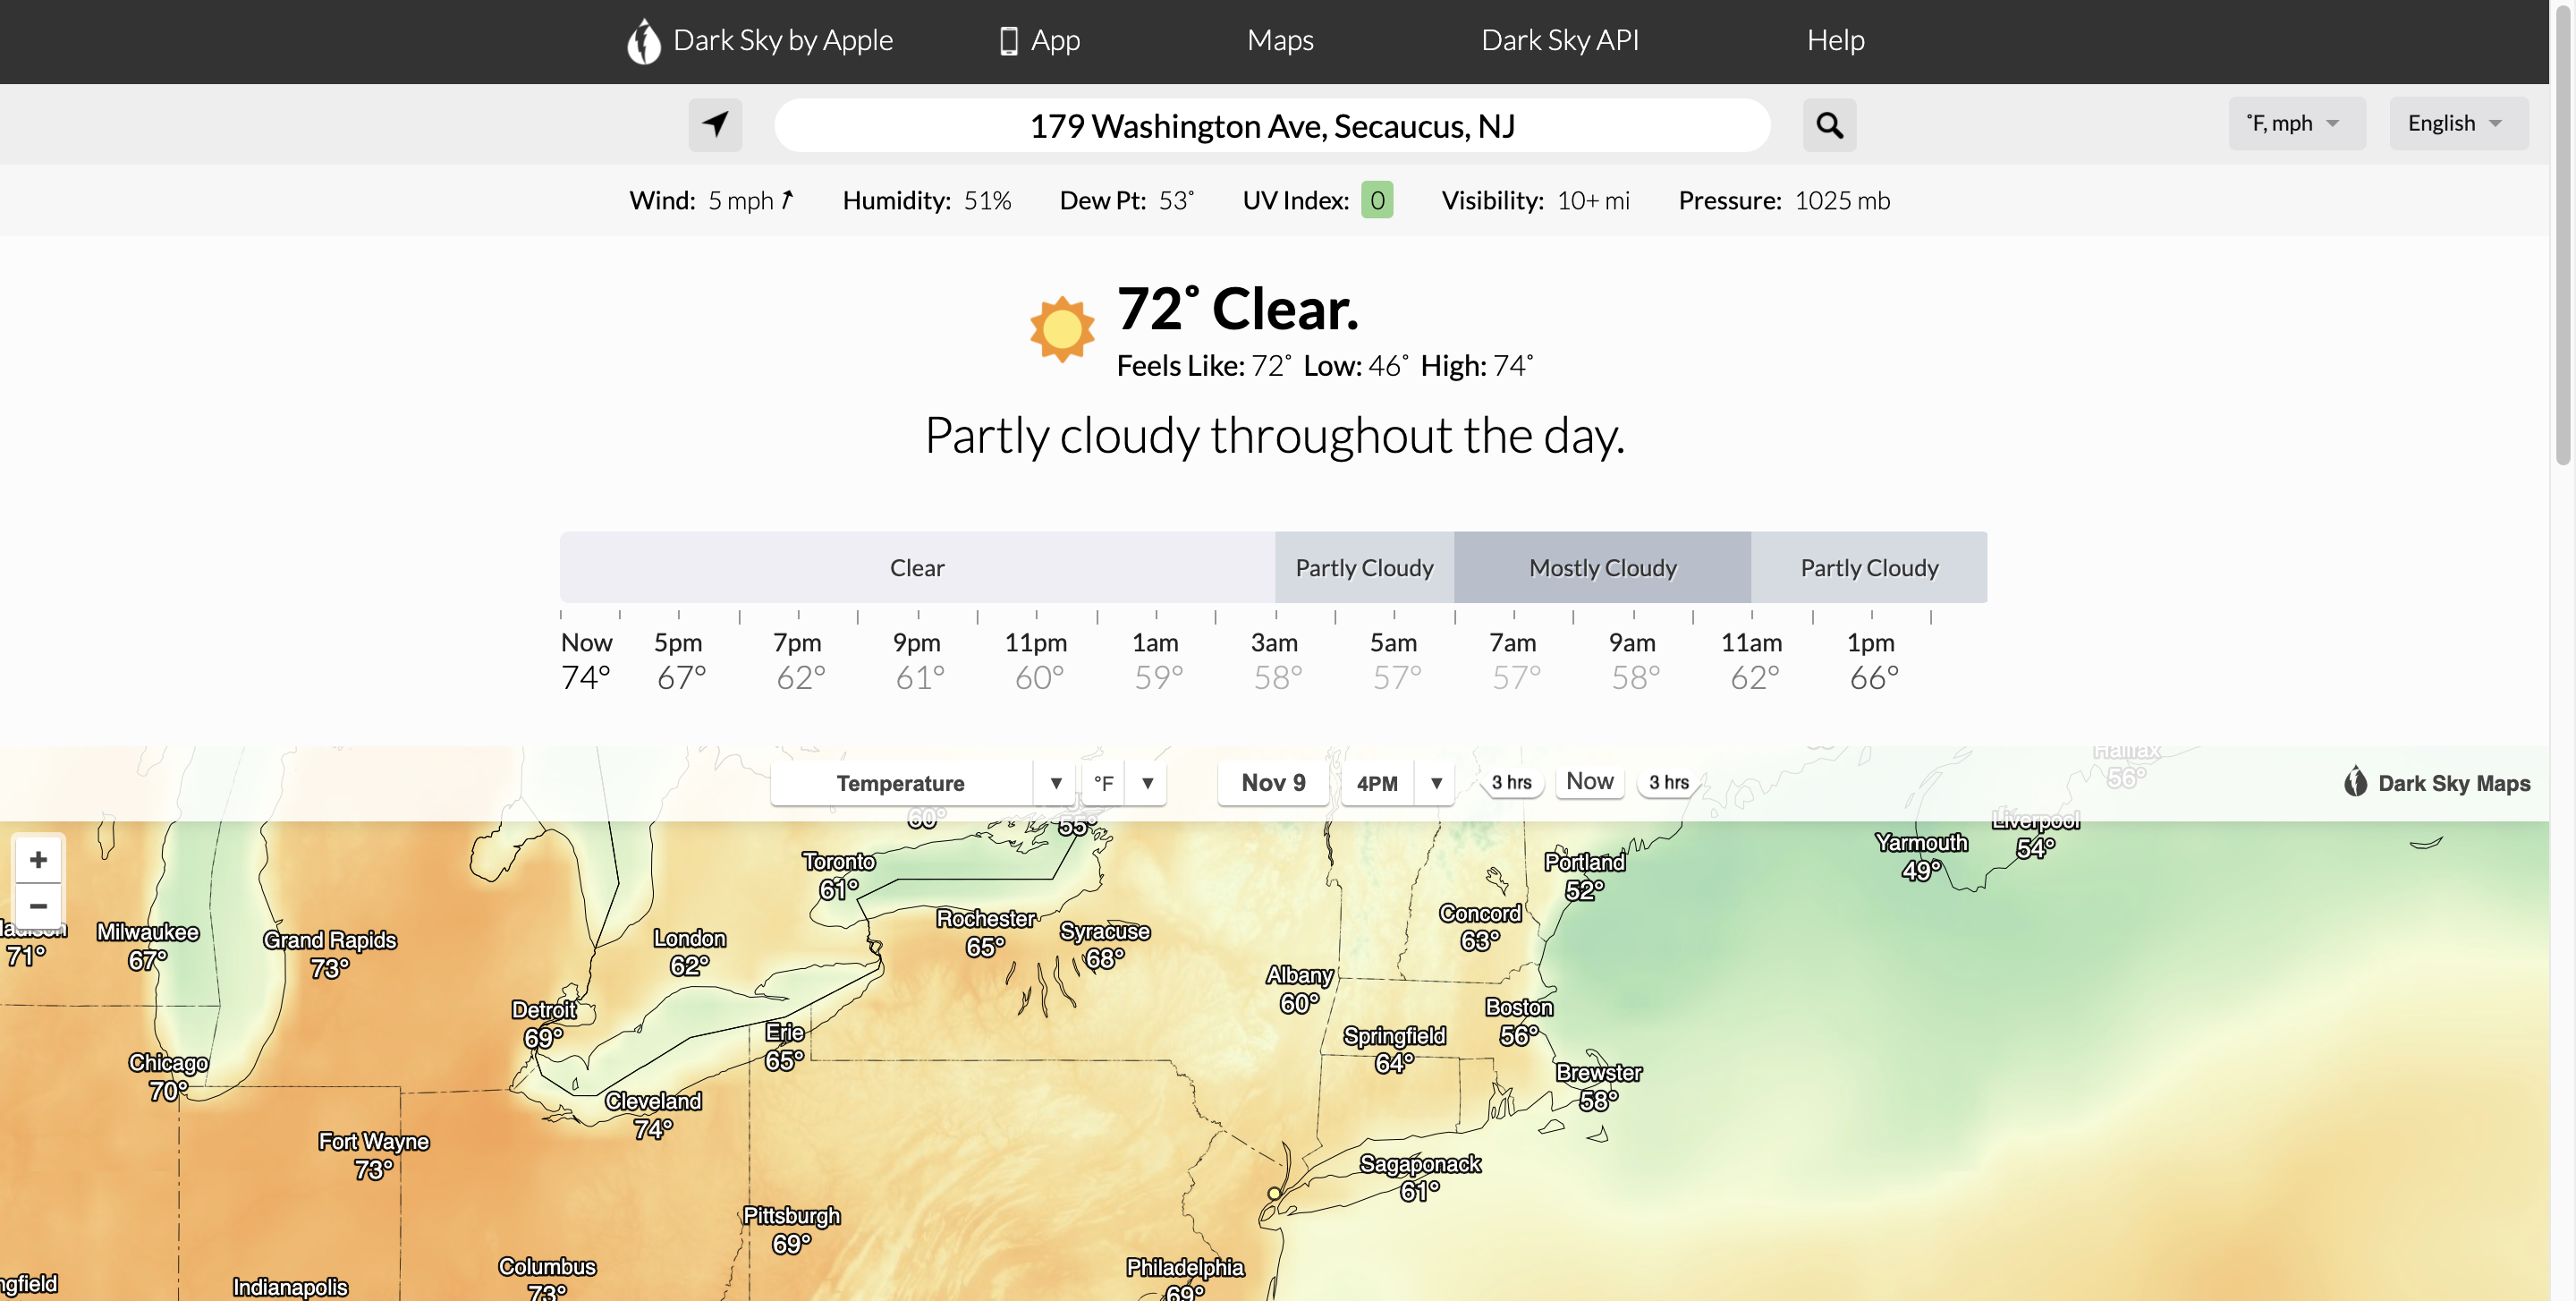 Dark Sky by Apple
App
Maps
Dark Sky API
Help
179 Washington Ave, Secaucus, NJ
˚F, mph
English
Wind: 5 mph
Humidity: 51%
Dew Pt: 53˚
UV Index: 0
Visibility: 10+ mi
Pressure: 1025 mb
72˚ Clear.
Feels Like: 72˚ Low: 46˚ High: 74˚
Partly cloudy throughout the day.
Clear
Partly Cloudy
Mostly Cloudy
Partly Cloudy
Now 5pm 7pm 9pm 11pm 1am 3am 5am 7am 9am 11am 1pm
74° 67° 62° 61° 60° 59° 58° 57° 57° 58° 62° 66°
Temperature
°F
Nov 9
4PM
3 hrs
Now
3 hrs
Dark Sky Maps
Halifax
56°
60°
55°
Liverpool
54°
Yarmouth
49°
+
−
Toronto
61°
Portland
52°
Rochester
65°
Syracuse
68°
Concord
63°
71°
Milwaukee
67°
Grand Rapids
73°
London
62°
Albany
60°
Detroit
69°
Boston
56°
Erie
65°
Springfield
64°
Chicago
70°
Brewster
58°
Cleveland
74°
Fort Wayne
73°
Sagaponack
61°
Pittsburgh
69°
Columbus
73°
Philadelphia
69°
ngfield
Indianapolis